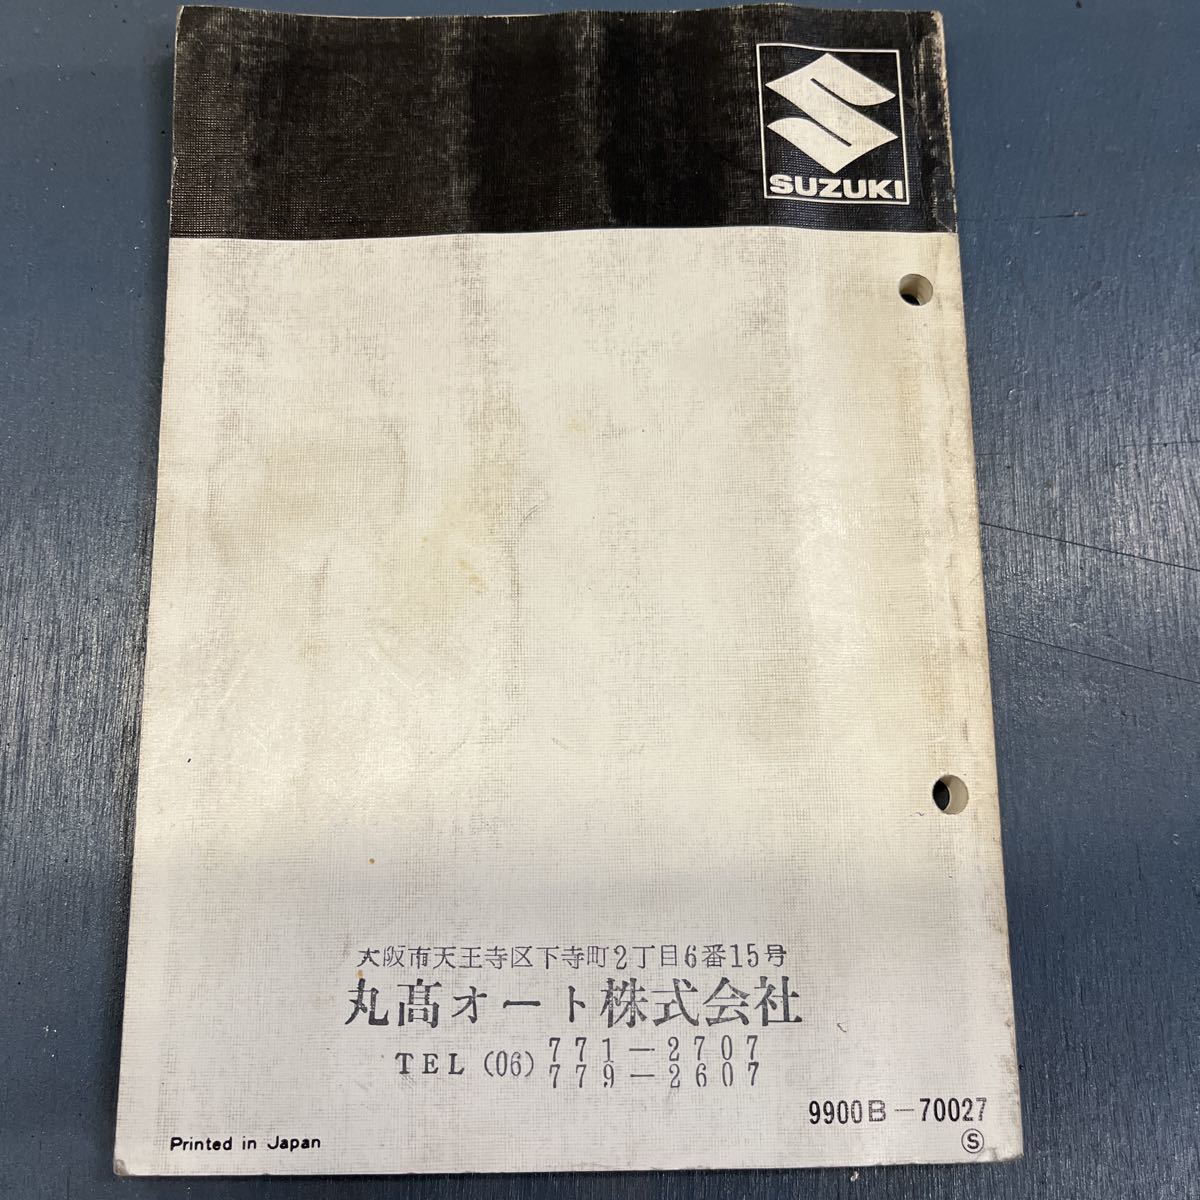 SUZUKI
大阪市天王寺区下寺町2丁目6番15号
丸髙オート株式会社
TEL (06) 771-2707
779-2607
9900B-70027
Ⓢ
Printed in Japan